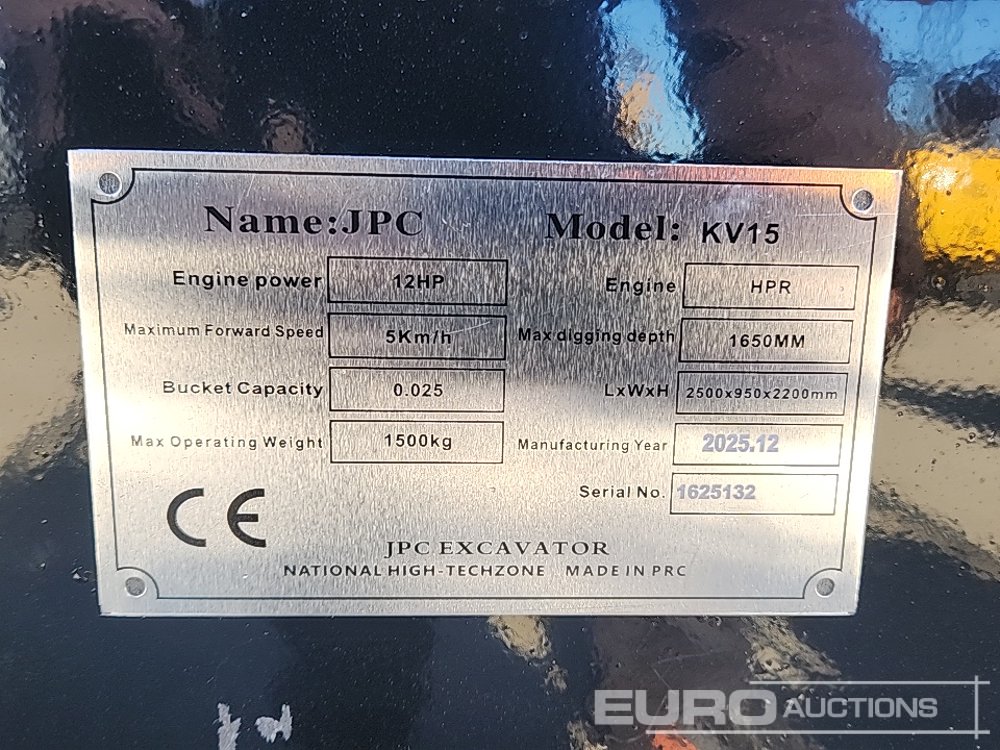 Name:JPC Model: KV15
Engine power 12HP Engine HPR
Maximum Forward Speed 5Km/h Max digging depth 1650MM
Bucket Capacity 0.025 LxWxH 2500x950x2200mm
Max Operating Weight 1500kg Manufacturing Year 2025.12
Serial No. 1625132
CE
JPC EXCAVATOR
NATIONAL HIGH-TECHZONE MADE IN PRC
EURO AUCTIONS